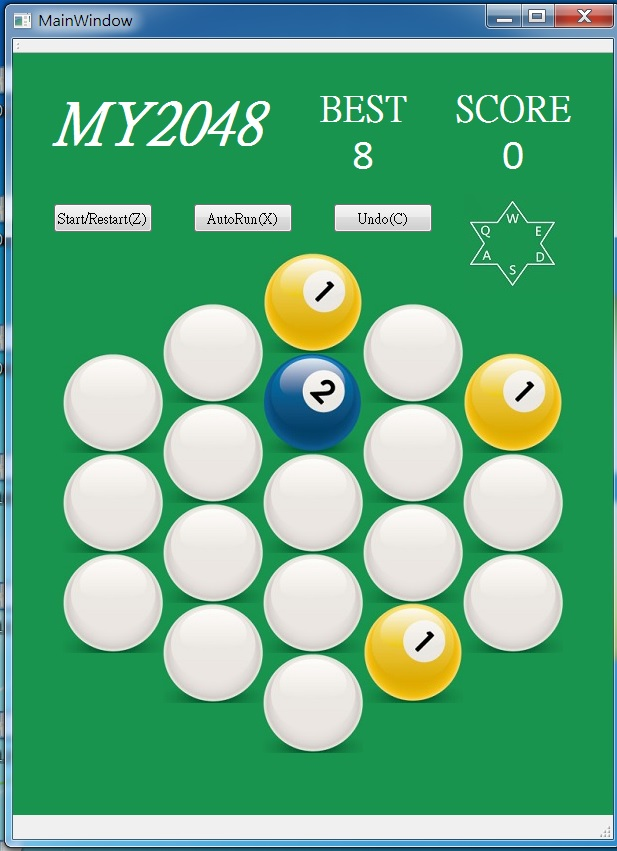 MainWindow
MY2048
BEST
SCORE
8
0
Start/Restart(Z)
AutoRun(X)
Undo(C)
W
Q
E
A
D
S
1
2
1
1